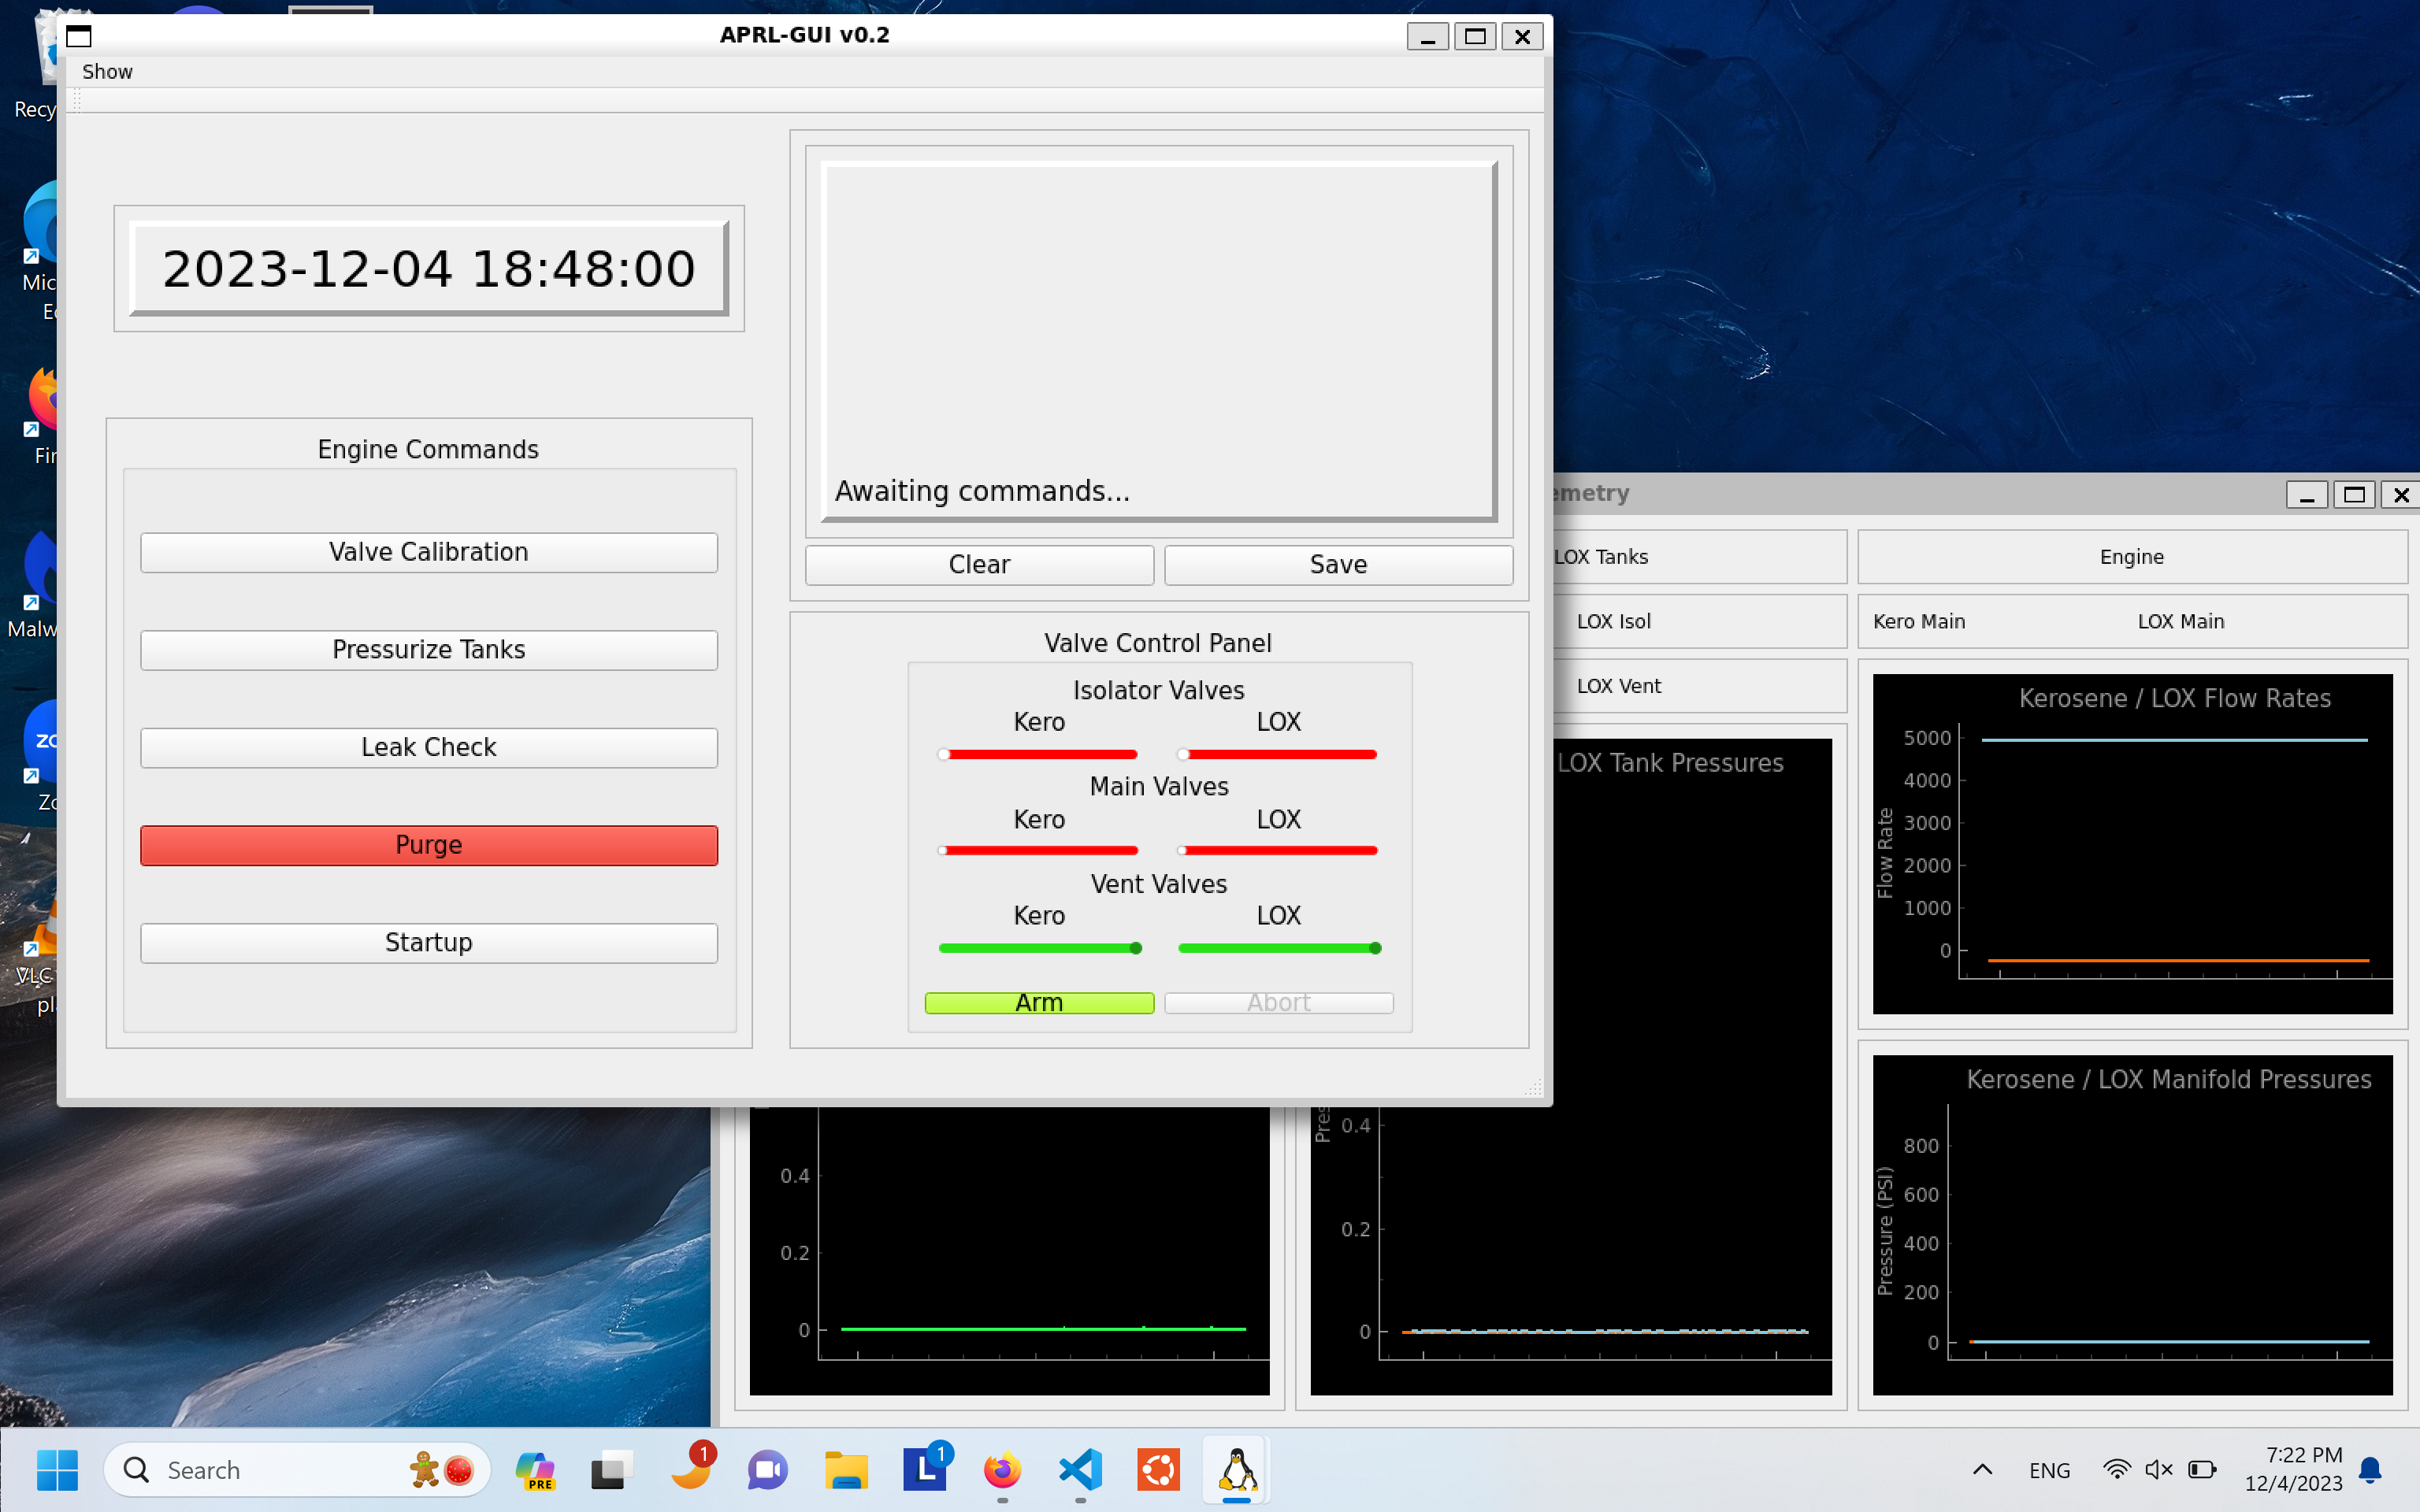 APRL-GUI v0.2
Show
2023-12-04 18:48:00
Awaiting commands...
Clear
Save
Engine Commands
Valve Calibration
Pressurize Tanks
Leak Check
Purge
Startup
Valve Control Panel
Isolator Valves
Kero
LOX
Main Valves
Kero
LOX
Vent Valves
Kero
LOX
Arm
Abort
emetry
LOX Tanks
Engine
LOX Isol
Kero Main
LOX Main
LOX Vent
LOX Tank Pressures
Kerosene / LOX Flow Rates
Flow Rate
5000
4000
3000
2000
1000
0
Kerosene / LOX Manifold Pressures
Pressure (PSI)
800
600
400
200
0
0.4
0.2
0
Pres
0.4
0.2
0
Recy
Mic
Ed
Fir
Malw
zo
Zo
VLC
pl
Search
PRE
1
L
1
ENG
7:22 PM
12/4/2023